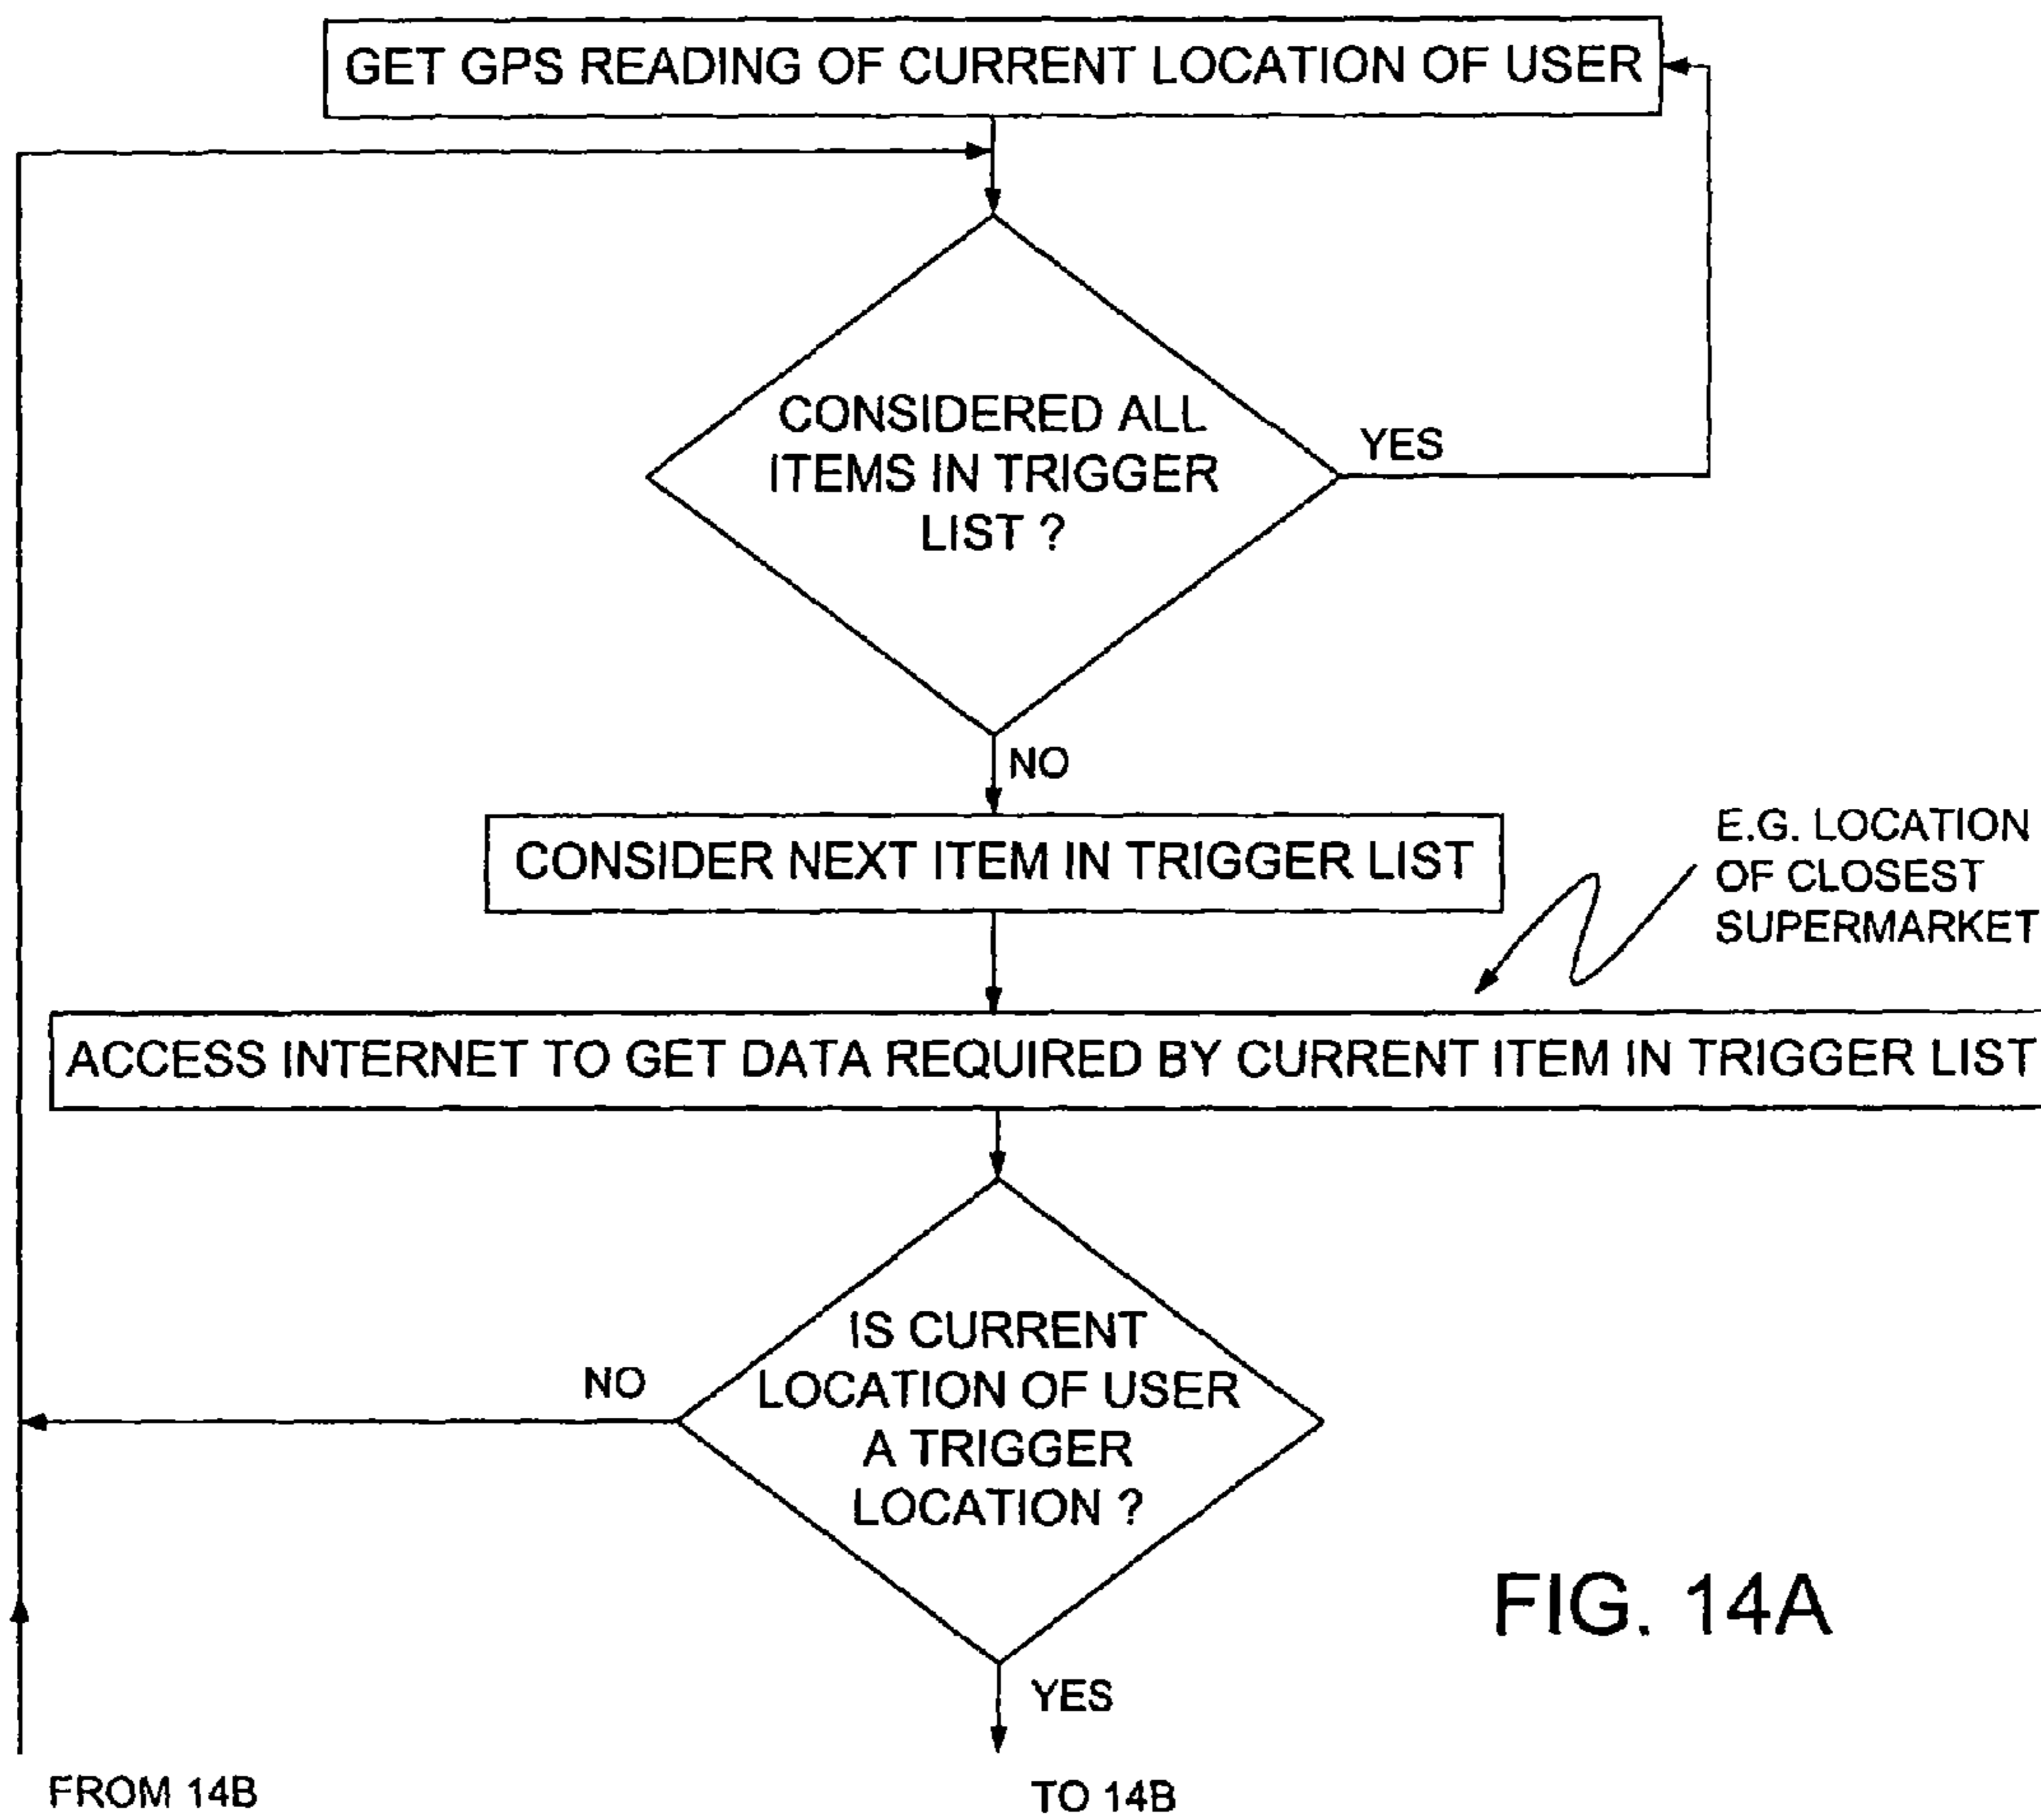 GET GPS READING OF CURRENT LOCATION OF USER
CONSIDERED ALL
ITEMS IN TRIGGER
LIST ?
YES
NO
CONSIDER NEXT ITEM IN TRIGGER LIST
E.G. LOCATION
OF CLOSEST
SUPERMARKET
ACCESS INTERNET TO GET DATA REQUIRED BY CURRENT ITEM IN TRIGGER LIST
IS CURRENT
LOCATION OF USER
A TRIGGER
LOCATION ?
NO
YES
FIG. 14A
FROM 14B
TO 14B